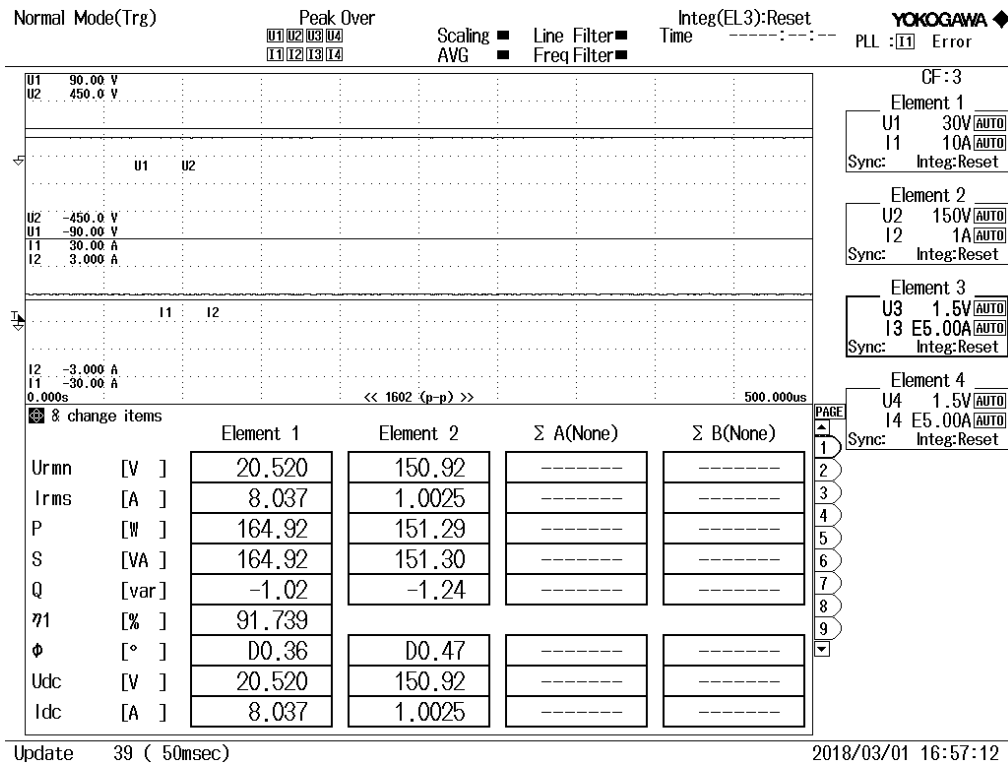 Normal Mode(Trg) Peak Over Integ(EL3):Reset YOKOGAWA
U1 U2 U3 U4 Scaling Line Filter Time -----:--:-- PLL :I1 Error
I1 I2 I3 I4 AVG Freq Filter
CF:3
U1 90.00 V
U2 450.0 V
U1 U2
U2 -450.0 V
U1 -90.00 V
I1 30.00 A
I2 3.000 A
I1 I2
I2 -3.000 A
I1 -30.00 A
0.000s << 1602 (p-p) >> 500.000us
Element 1
U1 30V AUTO
I1 10A AUTO
Sync: Integ:Reset
Element 2
U2 150V AUTO
I2 1A AUTO
Sync: Integ:Reset
Element 3
U3 1.5V AUTO
I3 E5.00A AUTO
Sync: Integ:Reset
Element 4
U4 1.5V AUTO
I4 E5.00A AUTO
Sync: Integ:Reset
& change items
Element 1 Element 2 Σ A(None) Σ B(None)
Urmn [V ] 20.520 150.92 ------- -------
Irms [A ] 8.037 1.0025 ------- -------
P [W ] 164.92 151.29 ------- -------
S [VA ] 164.92 151.30 ------- -------
Q [var] -1.02 -1.24 ------- -------
η1 [% ] 91.739
Φ [° ] D0.36 D0.47 ------- -------
Udc [V ] 20.520 150.92 ------- -------
Idc [A ] 8.037 1.0025 ------- -------
PAGE
1
2
3
4
5
6
7
8
9
Update 39 ( 50msec) 2018/03/01 16:57:12